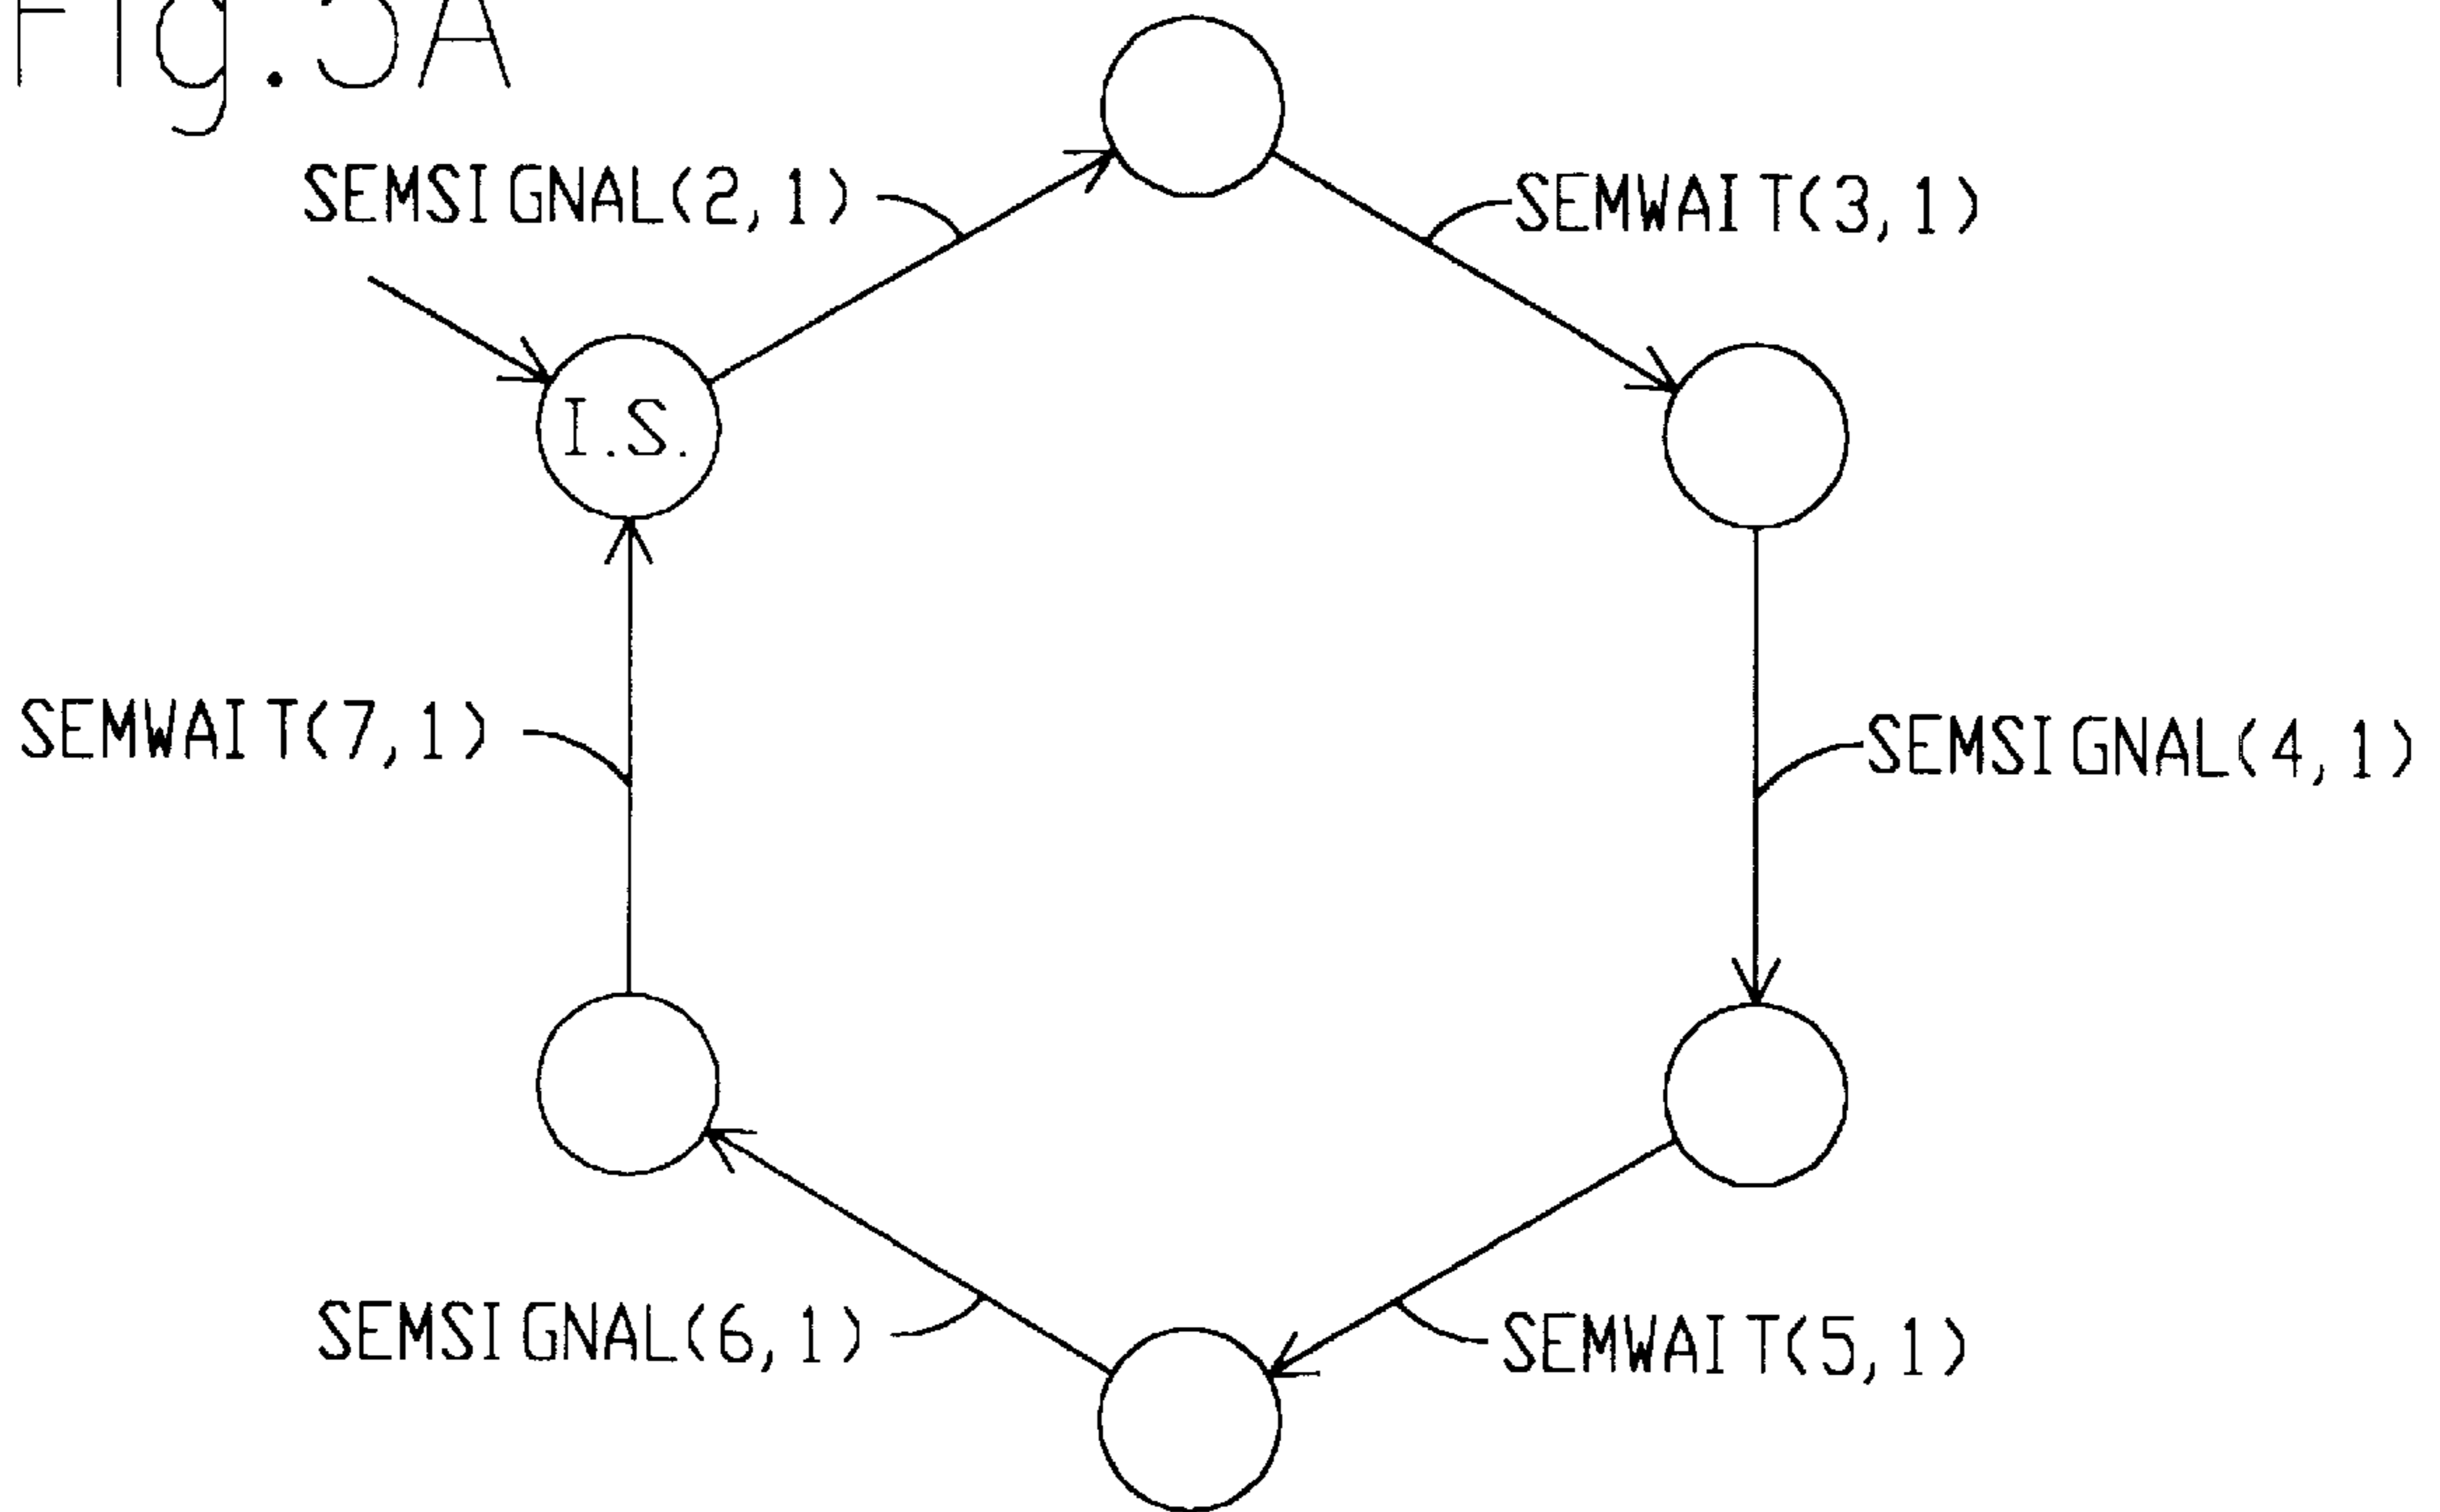 Fig.5A
SEMSIGNAL(2,1)
SEMWAIT(3,1)
I.S.
SEMWAIT(7,1)
SEMSIGNAL(4,1)
SEMSIGNAL(6,1)
SEMWAIT(5,1)